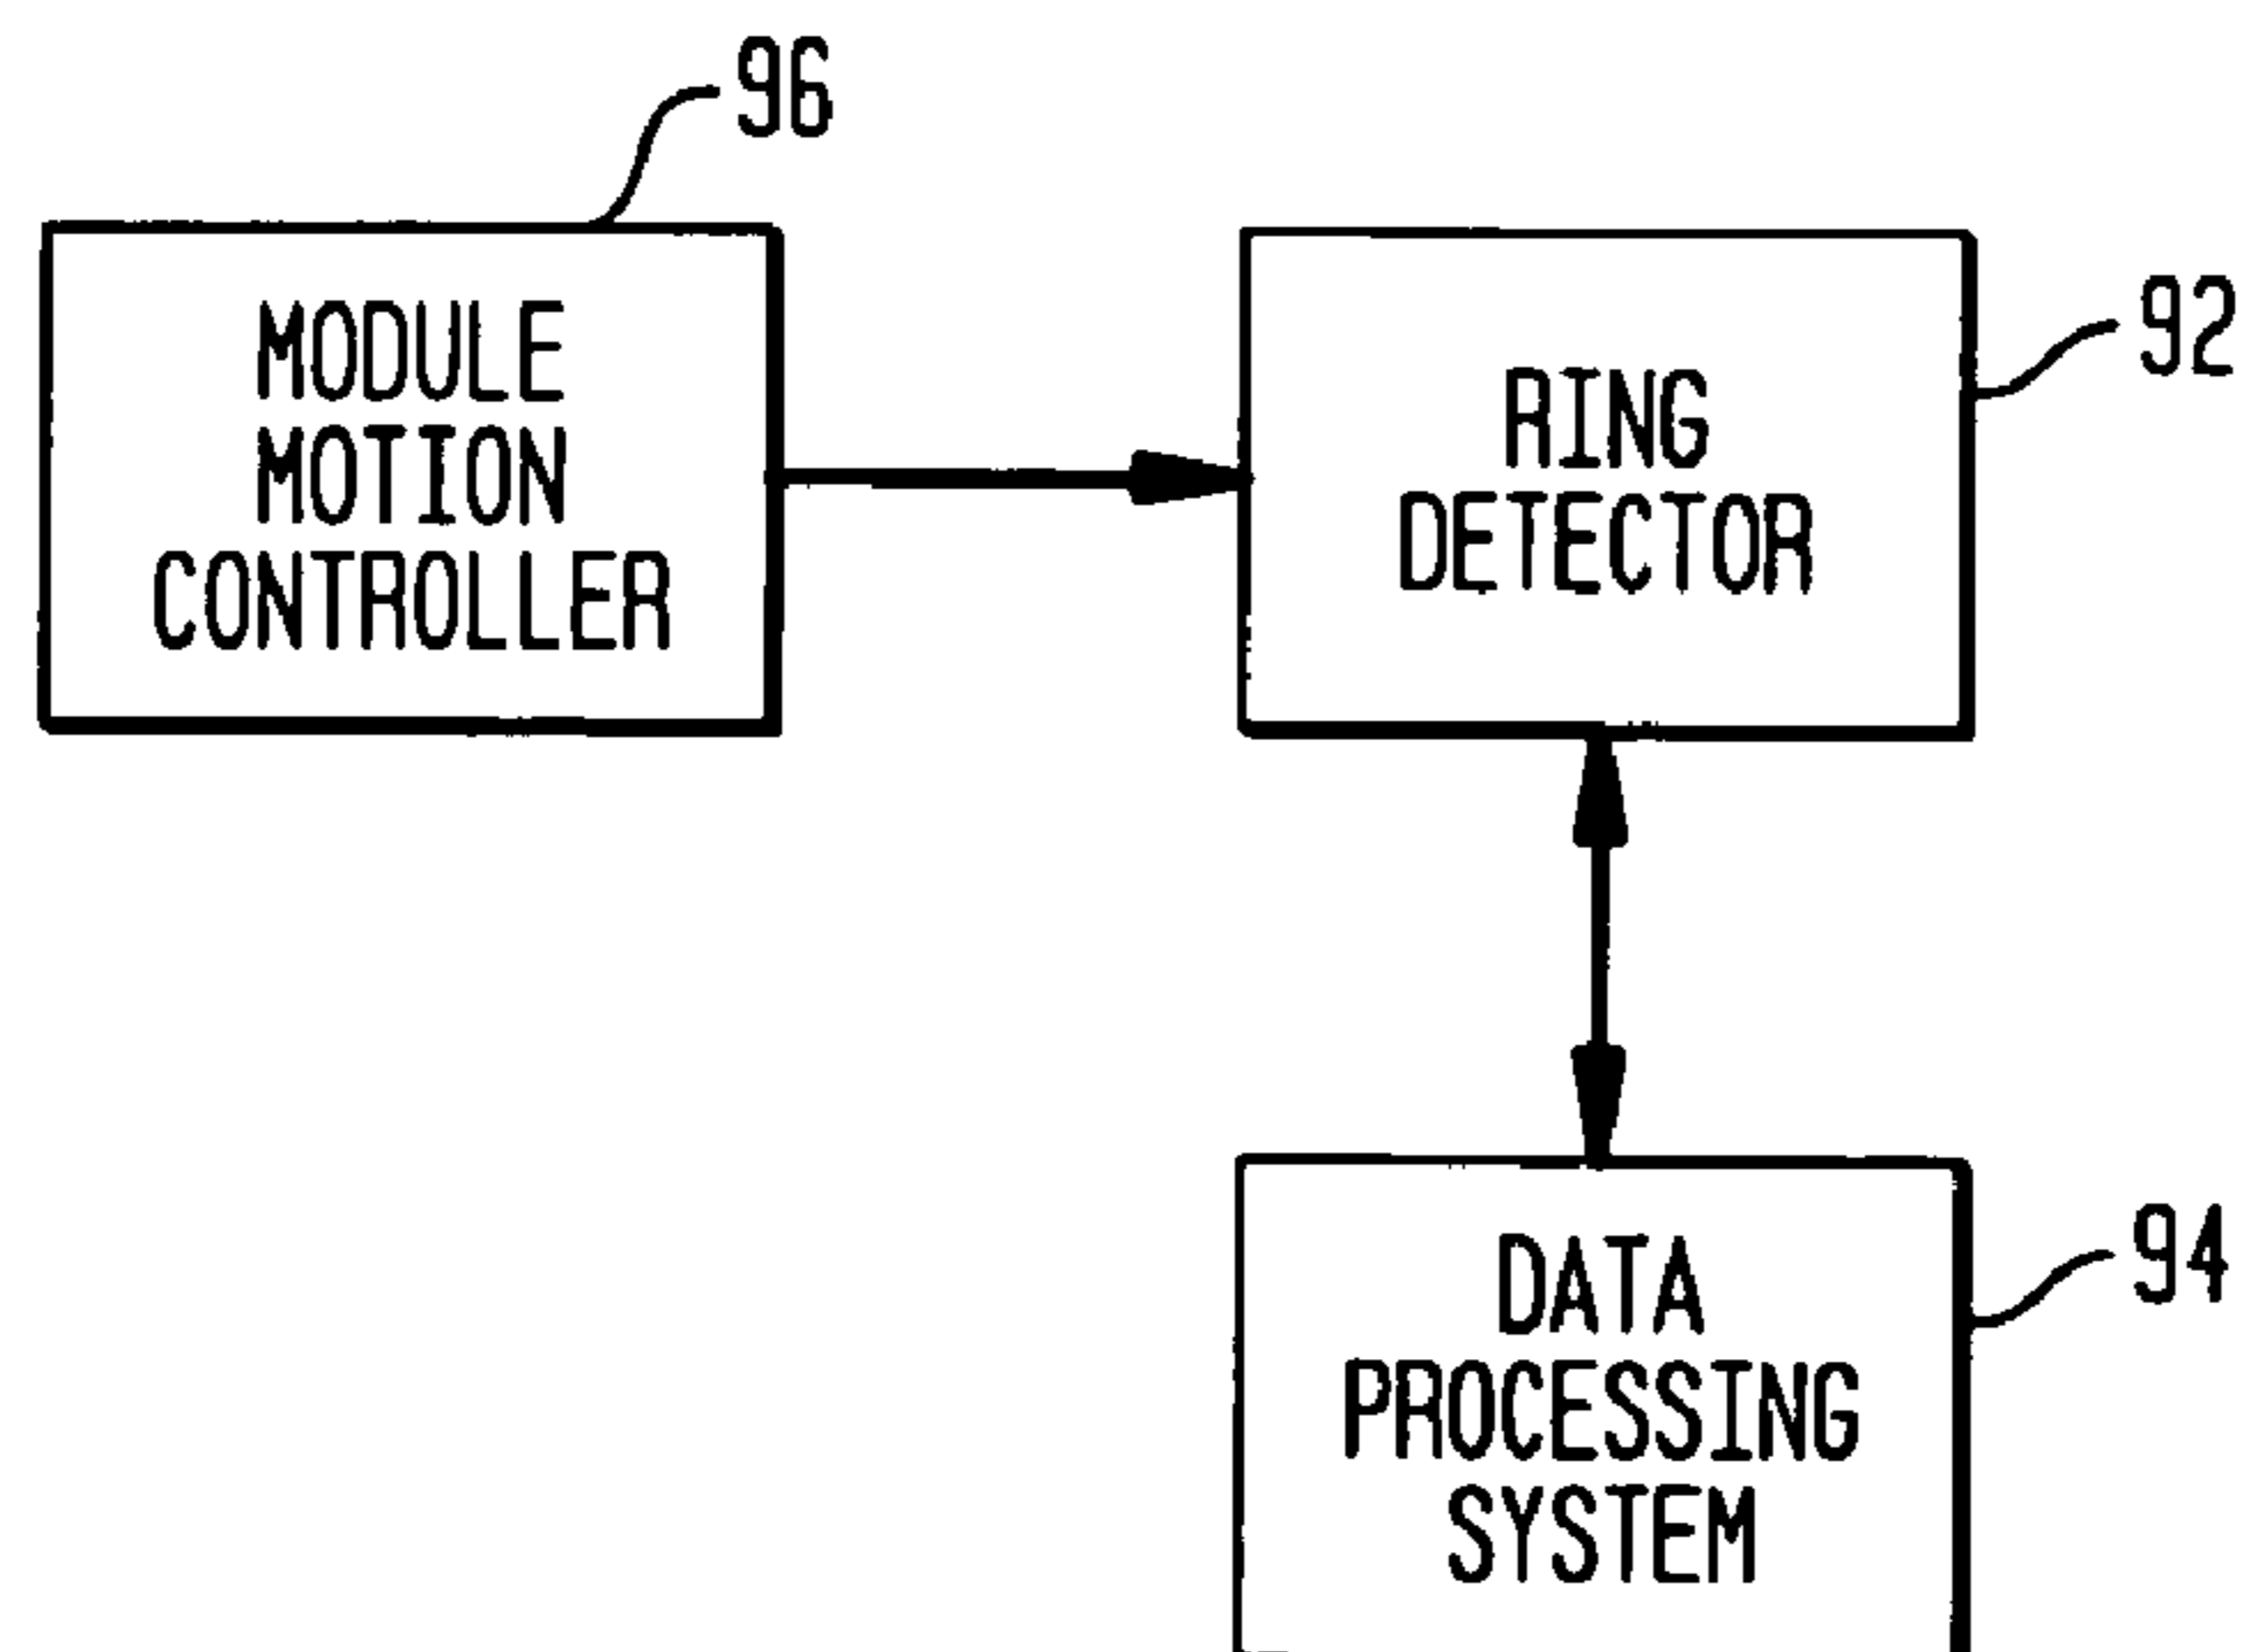 96
MODULE
MOTION
CONTROLLER
92
RING
DETECTOR
94
DATA
PROCESSING
SYSTEM